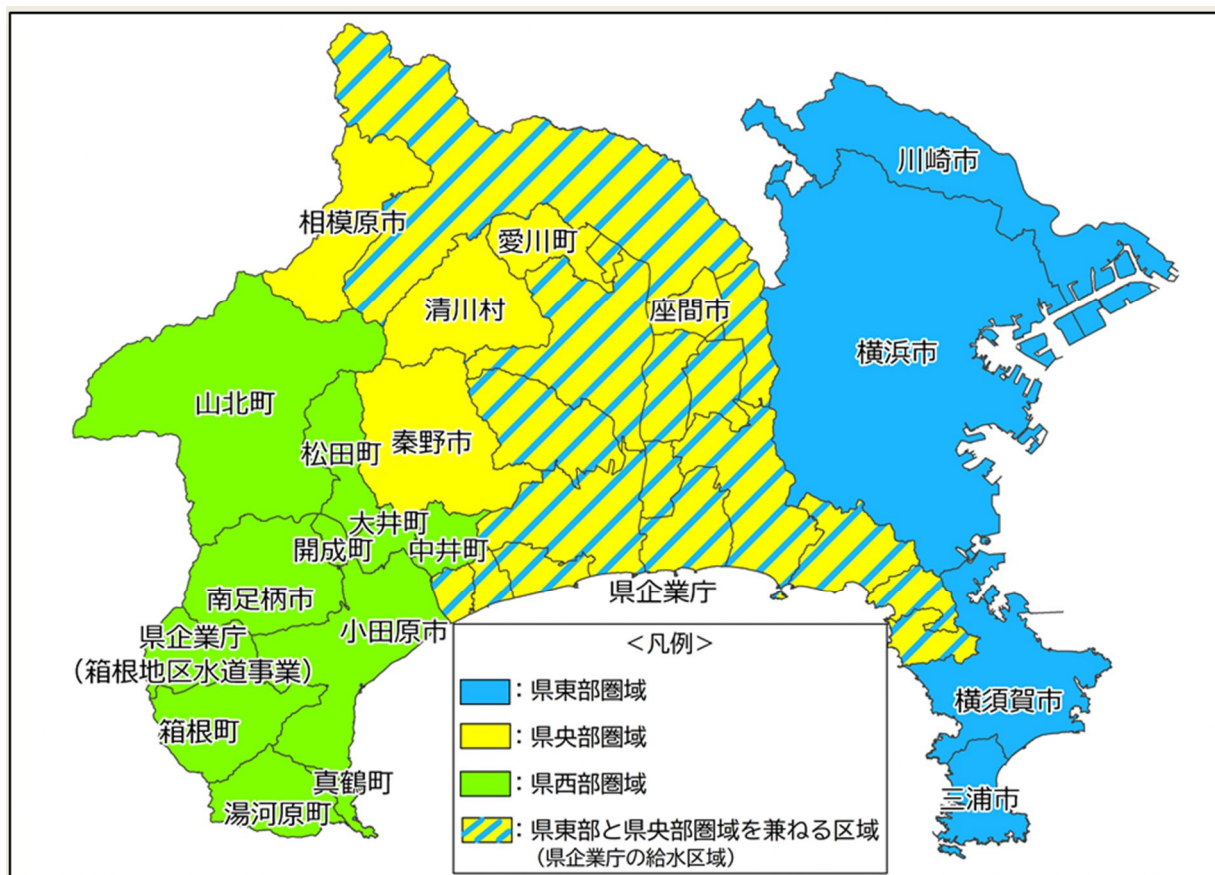 川崎市
相模原市
愛川町
清川村
座間市
横浜市
山北町
松田町
秦野市
大井町
開成町
中井町
南足柄市
県企業庁
小田原市
県企業庁
（箱根地区水道事業）
箱根町
真鶴町
湯河原町
横須賀市
三浦市
＜凡例＞
：県東部圏域
：県央部圏域
：県西部圏域
：県東部と県央部圏域を兼ねる区域
（県企業庁の給水区域）